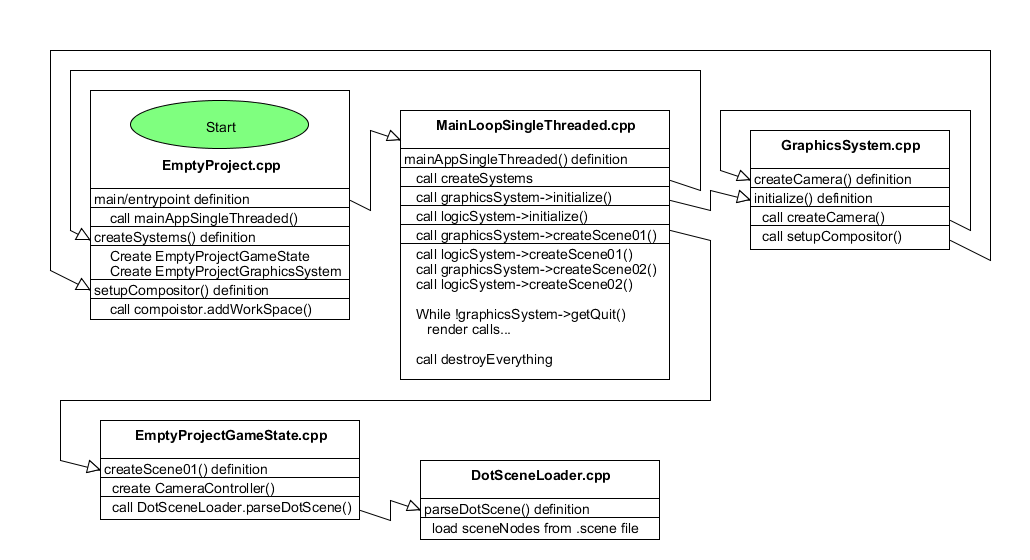 Start
EmptyProject.cpp
main/entrypoint definition
call mainAppSingleThreaded()
createSystems() definition
Create EmptyProjectGameState
Create EmptyProjectGraphicsSystem
setupCompositor() definition
call compoistor.addWorkSpace()
MainLoopSingleThreaded.cpp
mainAppSingleThreaded() definition
call createSystems
call graphicsSystem->initialize()
call logicSystem->initialize()
call graphicsSystem->createScene01()
call logicSystem->createScene01()
call graphicsSystem->createScene02()
call logicSystem->createScene02()
While !graphicsSystem->getQuit()
render calls...
call destroyEverything
GraphicsSystem.cpp
createCamera() definition
initialize() definition
call createCamera()
call setupCompositor()
EmptyProjectGameState.cpp
createScene01() definition
create CameraController()
call DotSceneLoader.parseDotScene()
DotSceneLoader.cpp
parseDotScene() definition
load sceneNodes from .scene file